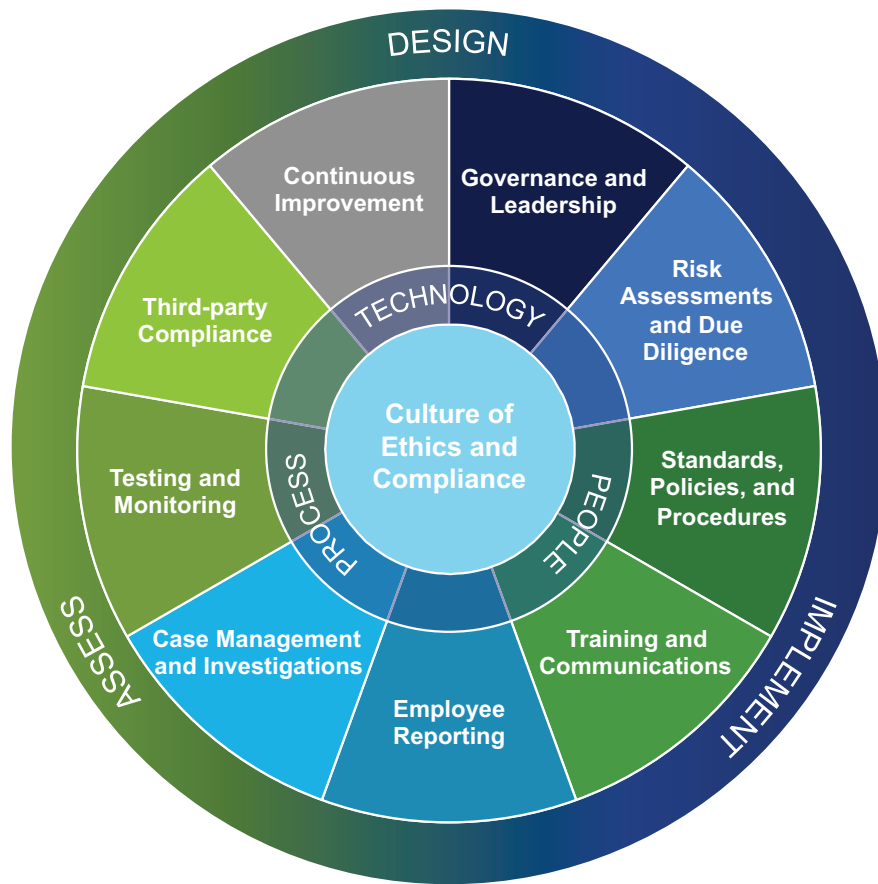 DESIGN
Continuous
Improvement
Governance and
Leadership
Risk
Assessments
and Due
Diligence
Third-party
Compliance
TECHNOLOGY
Culture of
Ethics and
Compliance
PROCESS
PEOPLE
Testing and
Monitoring
Standards,
Policies, and
Procedures
Case Management
and Investigations
Training and
Communications
Employee
Reporting
ASSESS
IMPLEMENT